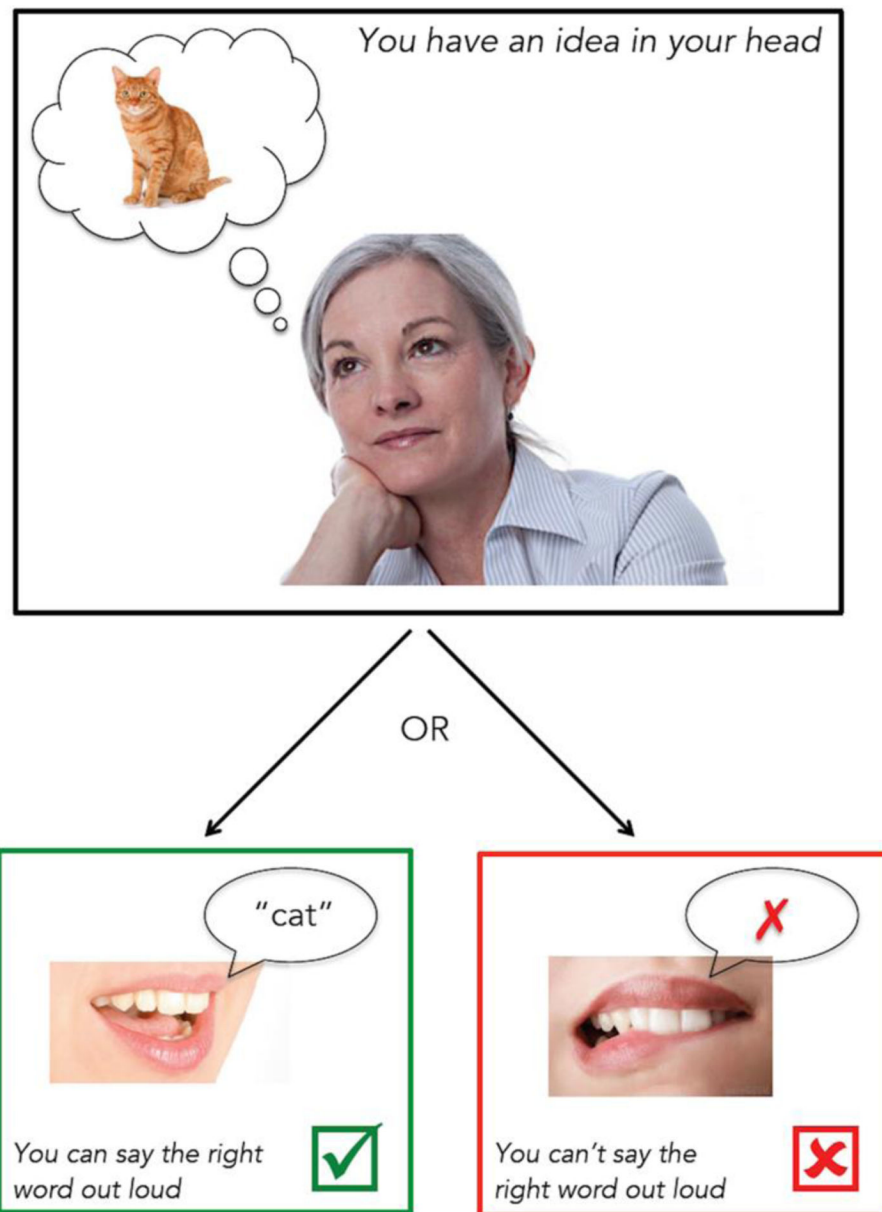 You have an idea in your head
OR
"cat"
✗
You can say the right
word out loud
You can't say the
right word out loud